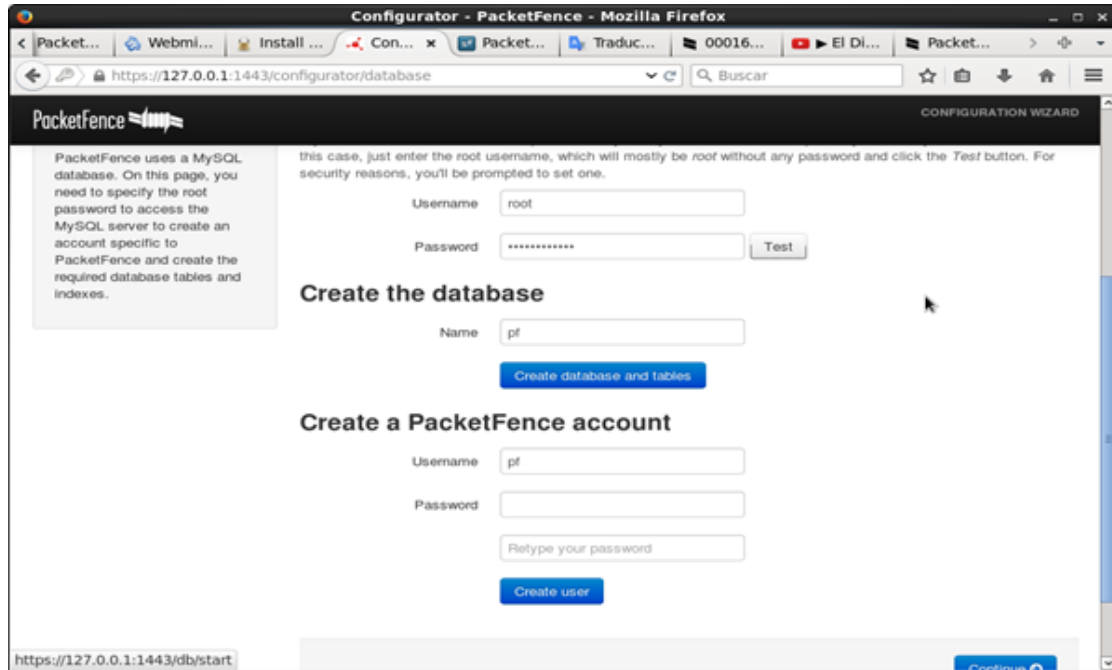 Configurator - PacketFence - Mozilla Firefox
Packet... Webmi... Install ... Con... x Packet... Traduc... 00016... El Di... Packet...
https://127.0.0.1:1443/configurator/database Buscar
PacketFence
CONFIGURATION WIZARD
PacketFence uses a MySQL
database. On this page, you
need to specify the root
password to access the
MySQL server to create an
account specific to
PacketFence and create the
required database tables and
indexes.
this case, just enter the root username, which will mostly be root without any password and click the Test button. For
security reasons, you'll be prompted to set one.
Username root
Password •••••••••••• Test
Create the database
Name pf
Create database and tables
Create a PacketFence account
Username pf
Password
Retype your password
Create user
Continue
https://127.0.0.1:1443/db/start